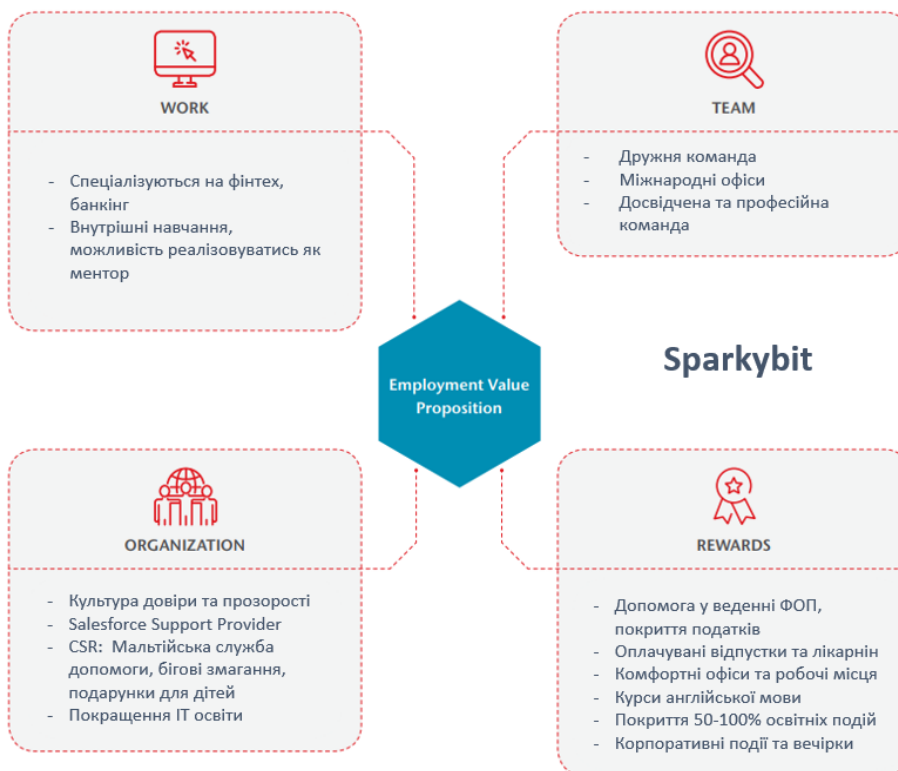 WORK
- Спеціалізуються на фінтех,
банкінг
- Внутрішні навчання,
можливість реалізовуватись як
ментор
TEAM
- Дружня команда
- Міжнародні офіси
- Досвідчена та професійна
команда
Employment Value
Proposition
Sparkybit
ORGANIZATION
- Культура довіри та прозорості
- Salesforce Support Provider
- CSR: Мальтійська служба
допомоги, бігові змагання,
подарунки для дітей
- Покращення ІТ освіти
REWARDS
- Допомога у веденні ФОП,
покриття податків
- Оплачувані відпустки та лікарнін
- Комфортні офіси та робочі місця
- Курси англійської мови
- Покриття 50-100% освітніх подій
- Корпоративні події та вечірки